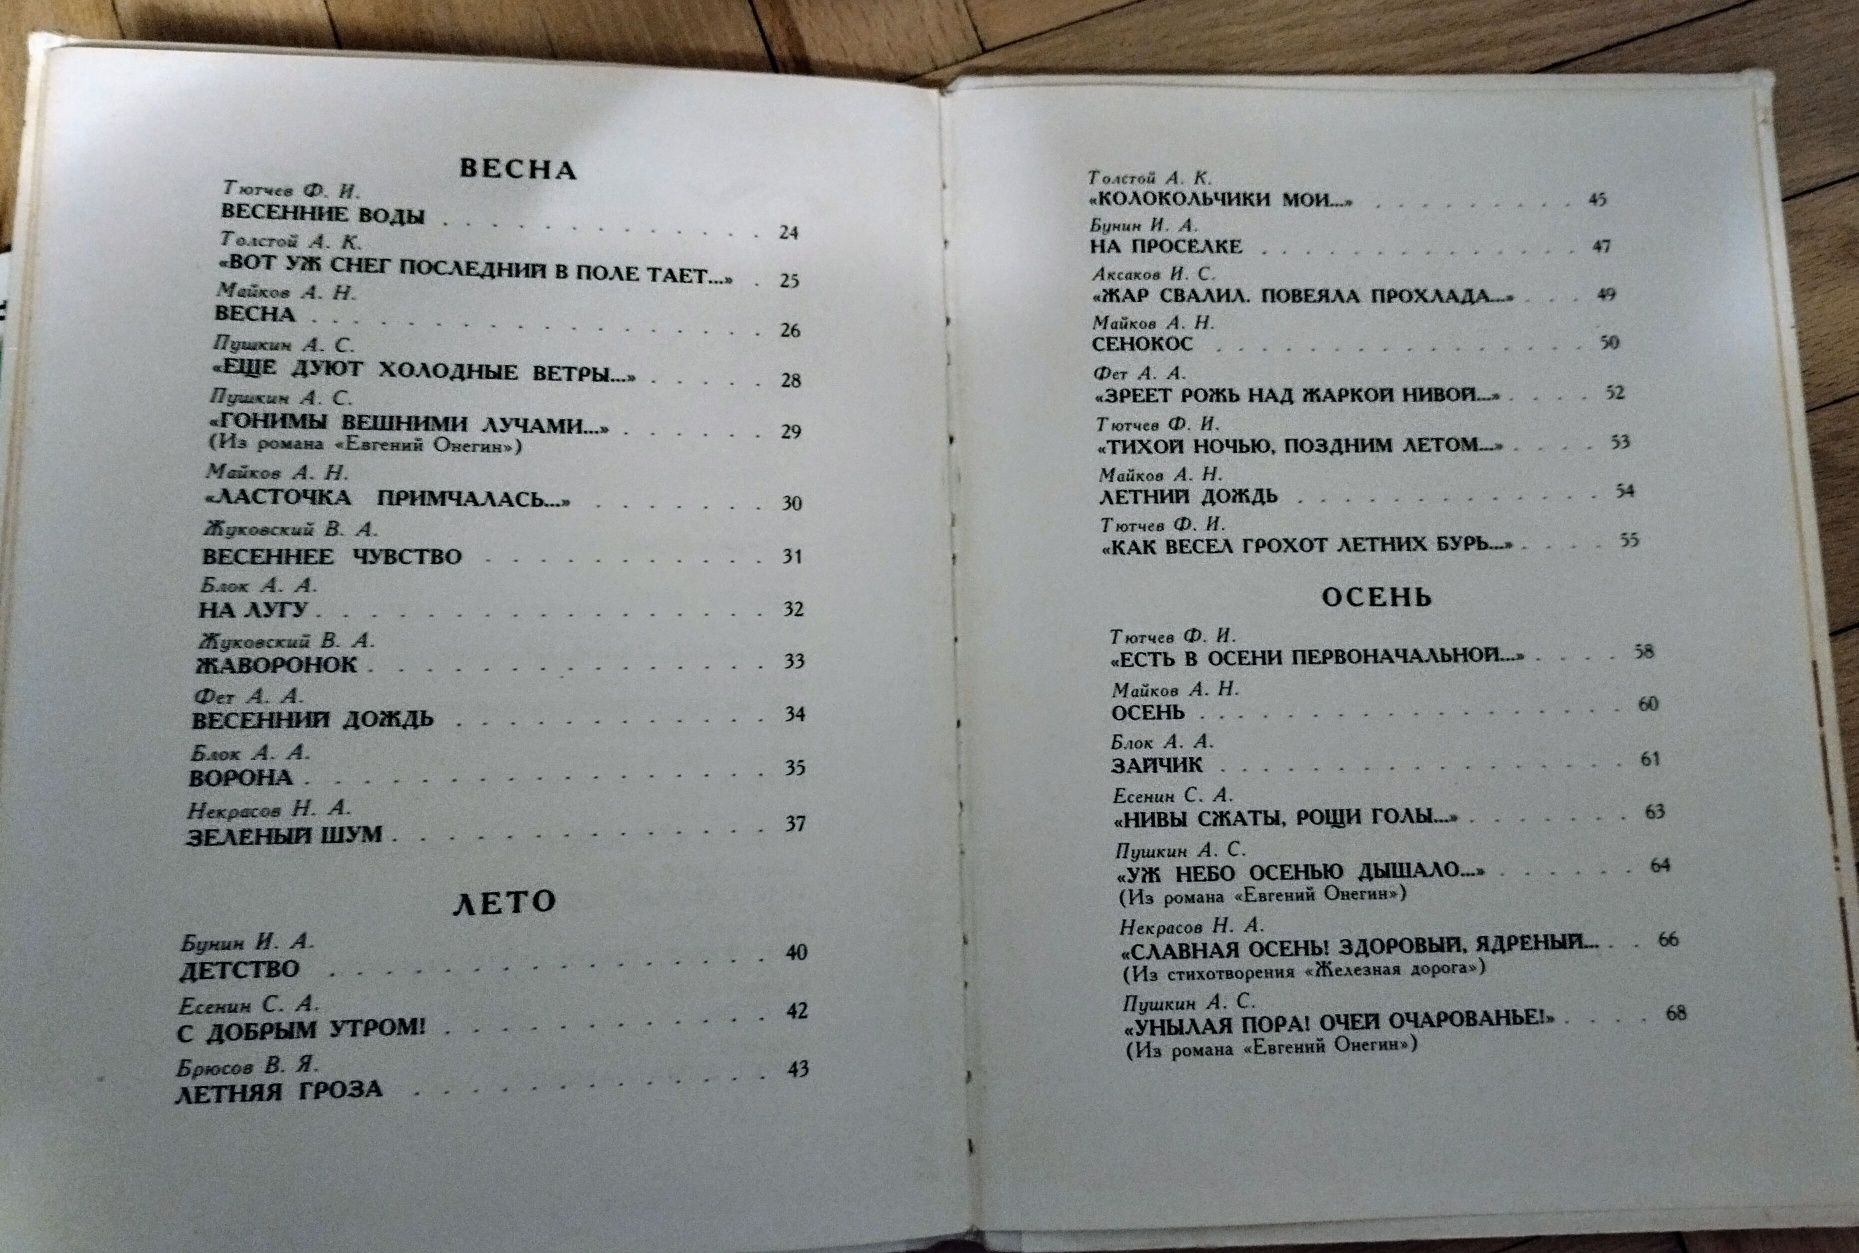 ВЕСНА
Тютчев Ф. И.
ВЕСЕННИЕ ВОДЫ . . . . . . . . . . . . . 24
Толстой А. К.
«ВОТ УЖ СНЕГ ПОСЛЕДНИЙ В ПОЛЕ ТАЕТ...» . 25
Майков А. Н.
ВЕСНА . . . . . . . . . . . . . . . . 26
Пушкин А. С.
«ЕЩЕ ДУЮТ ХОЛОДНЫЕ ВЕТРЫ...» . . . . . 28
Пушкин А. С.
«ГОНИМЫ ВЕШНИМИ ЛУЧАМИ...» . . . . . . 29
(Из романа «Евгений Онегин»)
Майков А. Н.
«ЛАСТОЧКА ПРИМЧАЛАСЬ...» . . . . . . . 30
Жуковский В. А.
ВЕСЕННЕЕ ЧУВСТВО . . . . . . . . . . . 31
Блок А. А.
НА ЛУГУ . . . . . . . . . . . . . . . . 32
Жуковский В. А.
ЖАВОРОНОК . . . . . . . . . . . . . . 33
Фет А. А.
ВЕСЕННИЙ ДОЖДЬ . . . . . . . . . . . . 34
Блок А. А.
ВОРОНА . . . . . . . . . . . . . . . . 35
Некрасов Н. А.
ЗЕЛЕНЫЙ ШУМ . . . . . . . . . . . . . 37
ЛЕТО
Бунин И. А.
ДЕТСТВО . . . . . . . . . . . . . . . 40
Есенин С. А.
С ДОБРЫМ УТРОМ! . . . . . . . . . . . . 42
Брюсов В. Я.
ЛЕТНЯЯ ГРОЗА . . . . . . . . . . . . . 43
Толстой А. К.
«КОЛОКОЛЬЧИКИ МОИ...» . . . . . . . . . 45
Бунин И. А.
НА ПРОСЕЛКЕ . . . . . . . . . . . . . 47
Аксаков И. С.
«ЖАР СВАЛИЛ. ПОВЕЯЛА ПРОХЛАДА...» . . . 49
Майков А. Н.
СЕНОКОС . . . . . . . . . . . . . . . 50
Фет А. А.
«ЗРЕЕТ РОЖЬ НАД ЖАРКОЙ НИВОЙ...» . . . . 52
Тютчев Ф. И.
«ТИХОЙ НОЧЬЮ, ПОЗДНИМ ЛЕТОМ...» . . . . 53
Майков А. Н.
ЛЕТНИЙ ДОЖДЬ . . . . . . . . . . . . . 54
Тютчев Ф. И.
«КАК ВЕСЕЛ ГРОХОТ ЛЕТНИХ БУРЬ...» . . . . 55
ОСЕНЬ
Тютчев Ф. И.
«ЕСТЬ В ОСЕНИ ПЕРВОНАЧАЛЬНОЙ...» . . . . 58
Майков А. Н.
ОСЕНЬ . . . . . . . . . . . . . . . . 60
Блок А. А.
ЗАЙЧИК . . . . . . . . . . . . . . . . 61
Есенин С. А.
«НИВЫ СЖАТЫ, РОЩИ ГОЛЫ...» . . . . . . . 63
Пушкин А. С.
«УЖ НЕБО ОСЕНЬЮ ДЫШАЛО...» . . . . . . 64
(Из романа «Евгений Онегин»)
Некрасов Н. А.
«СЛАВНАЯ ОСЕНЬ! ЗДОРОВЫЙ, ЯДРЕНЫЙ... . . 66
(Из стихотворения «Железная дорога»)
Пушкин А. С.
«УНЫЛАЯ ПОРА! ОЧЕЙ ОЧАРОВАНЬЕ!» . . . . 68
(Из романа «Евгений Онегин»)